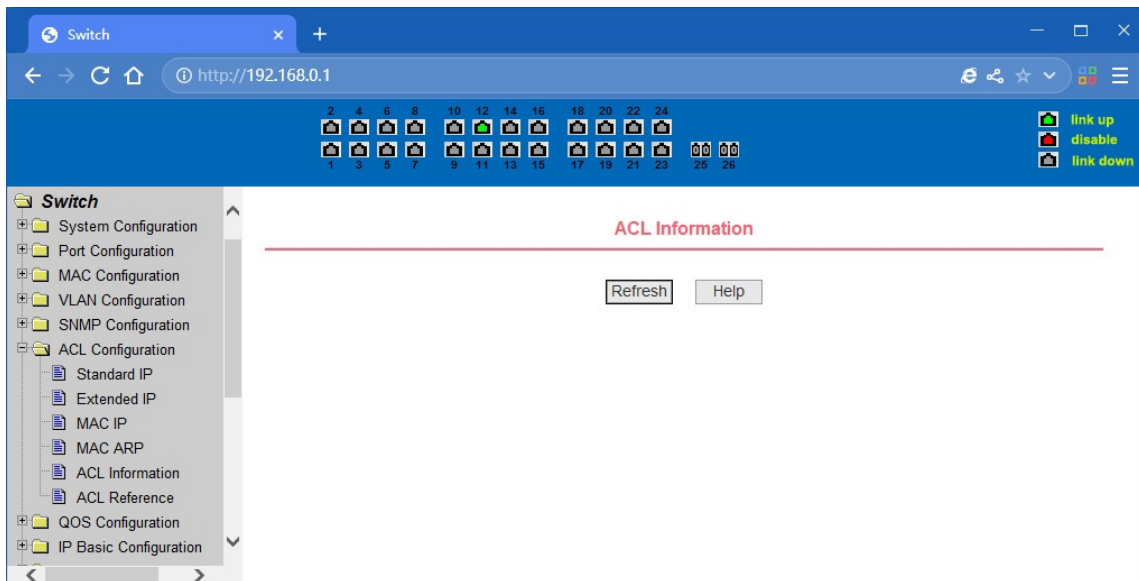 Switch
http://192.168.0.1
2 4 6 8 10 12 14 16 18 20 22 24
1 3 5 7 9 11 13 15 17 19 21 23 25 26
link up
disable
link down
Switch
System Configuration
Port Configuration
MAC Configuration
VLAN Configuration
SNMP Configuration
ACL Configuration
Standard IP
Extended IP
MAC IP
MAC ARP
ACL Information
ACL Reference
QOS Configuration
IP Basic Configuration
ACL Information
Refresh Help